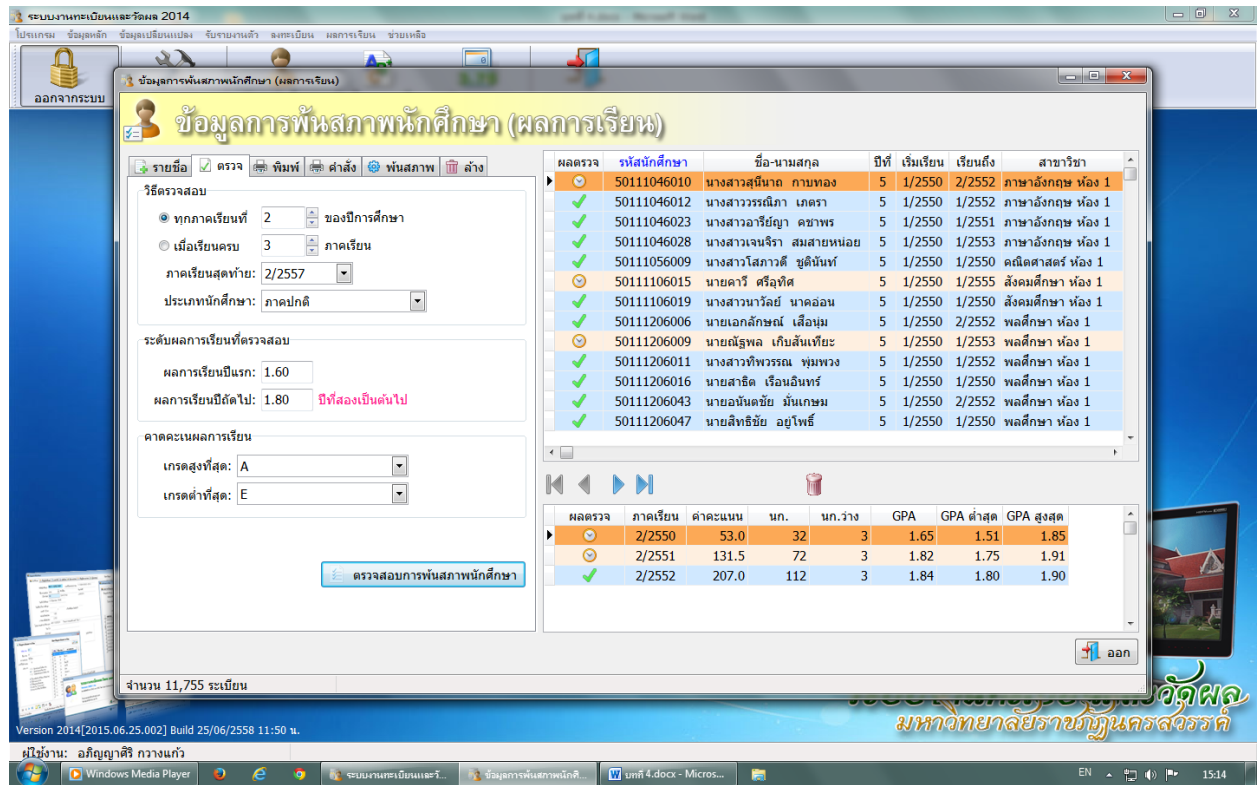 ระบบงานทะเบียนและวัดผล 2014
โปรแกรม ข้อมูลหลัก ข้อมูลเปลี่ยนแปลง รับรายงานตัว ลงทะเบียน ผลการเรียน ช่วยเหลือ
ออกจากระบบ
ข้อมูลการพ้นสภาพนักศึกษา (ผลการเรียน)
ข้อมูลการพ้นสภาพนักศึกษา (ผลการเรียน)
รายชื่อ ตรวจ พิมพ์ คำสั่ง พ้นสภาพ ล้าง
วิธีตรวจสอบ
ทุกภาคเรียนที่ 2 ของปีการศึกษา
เมื่อเรียนครบ 3 ภาคเรียน
ภาคเรียนสุดท้าย: 2/2557
ประเภทนักศึกษา: ภาคปกติ
ระดับผลการเรียนที่ตรวจสอบ
ผลการเรียนปีแรก: 1.60
ผลการเรียนปีถัดไป: 1.80 ปีที่สองเป็นต้นไป
คาดคะเนผลการเรียน
เกรดสูงที่สุด: A
เกรดต่ำที่สุด: E
ตรวจสอบการพ้นสภาพนักศึกษา
ผลตรวจ รหัสนักศึกษา ชื่อ-นามสกุล ปีที่ เริ่มเรียน เรียนถึง สาขาวิชา
50111046010 นางสาวสุนีนาถ กาบทอง 5 1/2550 2/2552 ภาษาอังกฤษ ห้อง 1
50111046012 นางสาววรรณิภา เภตรา 5 1/2550 1/2552 ภาษาอังกฤษ ห้อง 1
50111046023 นางสาวอารีย์ญา คชาพร 5 1/2550 1/2551 ภาษาอังกฤษ ห้อง 1
50111046028 นางสาวเจนจิรา สมสายหน่อย 5 1/2550 1/2553 ภาษาอังกฤษ ห้อง 1
50111056009 นางสาวโสภาวดี ชูตินันท์ 5 1/2550 1/2550 คณิตศาสตร์ ห้อง 1
50111106015 นายคาวี ศรีอุทิศ 5 1/2550 1/2555 สังคมศึกษา ห้อง 1
50111106019 นางสาวนาวัลย์ นาคอ่อน 5 1/2550 1/2550 สังคมศึกษา ห้อง 1
50111206006 นายเอกลักษณ์ เสือนุ่ม 5 1/2550 2/2552 พลศึกษา ห้อง 1
50111206009 นายณัฐพล เกิบสันเทียะ 5 1/2550 1/2553 พลศึกษา ห้อง 1
50111206011 นางสาวทิพวรรณ พุ่มพวง 5 1/2550 1/2552 พลศึกษา ห้อง 1
50111206016 นายสาธิต เรือนอินทร์ 5 1/2550 1/2550 พลศึกษา ห้อง 1
50111206043 นายอนันตชัย มั่นเกษม 5 1/2550 2/2552 พลศึกษา ห้อง 1
50111206047 นายสิทธิชัย อยู่โพธิ์ 5 1/2550 1/2550 พลศึกษา ห้อง 1
ผลตรวจ ภาคเรียน ค่าคะแนน นก. นก.ว่าง GPA GPA ต่ำสุด GPA สูงสุด
2/2550 53.0 32 3 1.65 1.51 1.85
2/2551 131.5 72 3 1.82 1.75 1.91
2/2552 207.0 112 3 1.84 1.80 1.90
ออก
จำนวน 11,755 ระเบียน
มหาวิทยาลัยราชภัฏนครสวรรค์
Version 2014[2015.06.25.002] Build 25/06/2558 11:50 น.
ผู้ใช้งาน: อภิญญาศิริ กวางแก้ว
Windows Media Player ระบบงานทะเบียนและว้... ข้อมูลการพ้นสภาพนักศึ... บทที่ 4.docx - Micros... EN 15:14